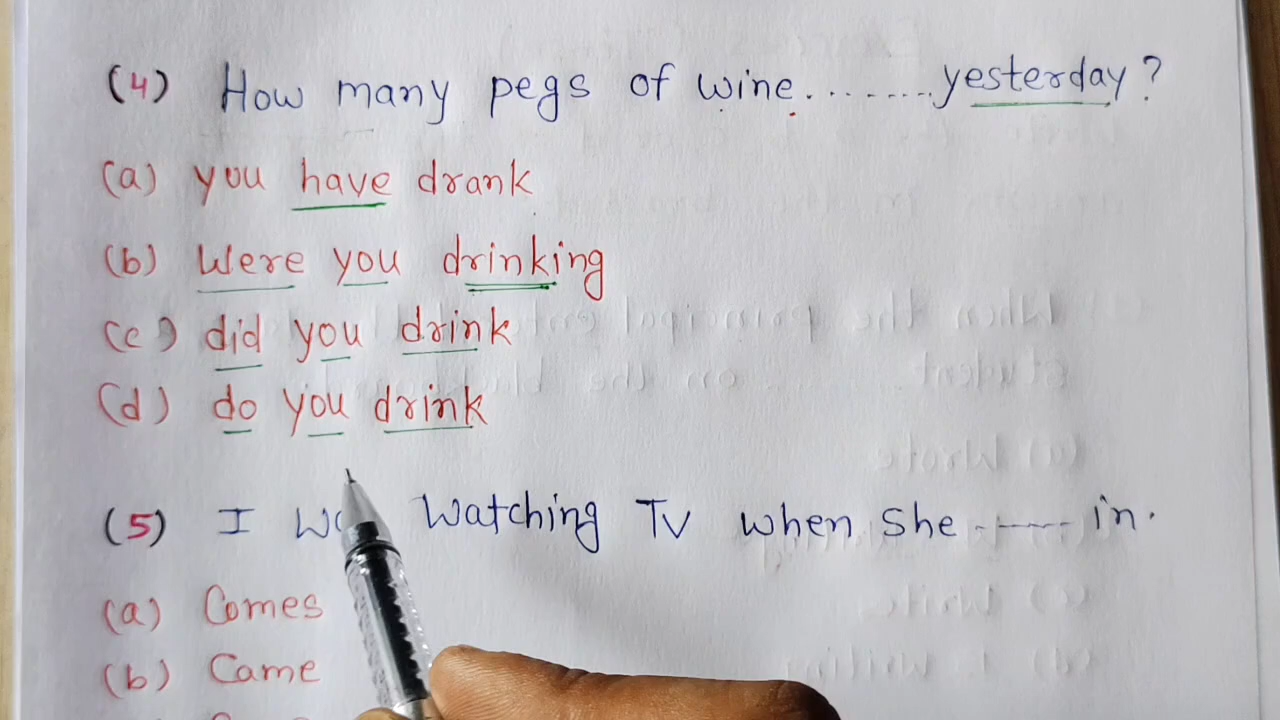 (4) How many pegs of wine. ....... yesterday?
(a) you have drank
(b) Were you drinking
(c) did you drink
(d) do you drink
(5) I watching TV when She ....... in.
(a) Comes
(b) Came